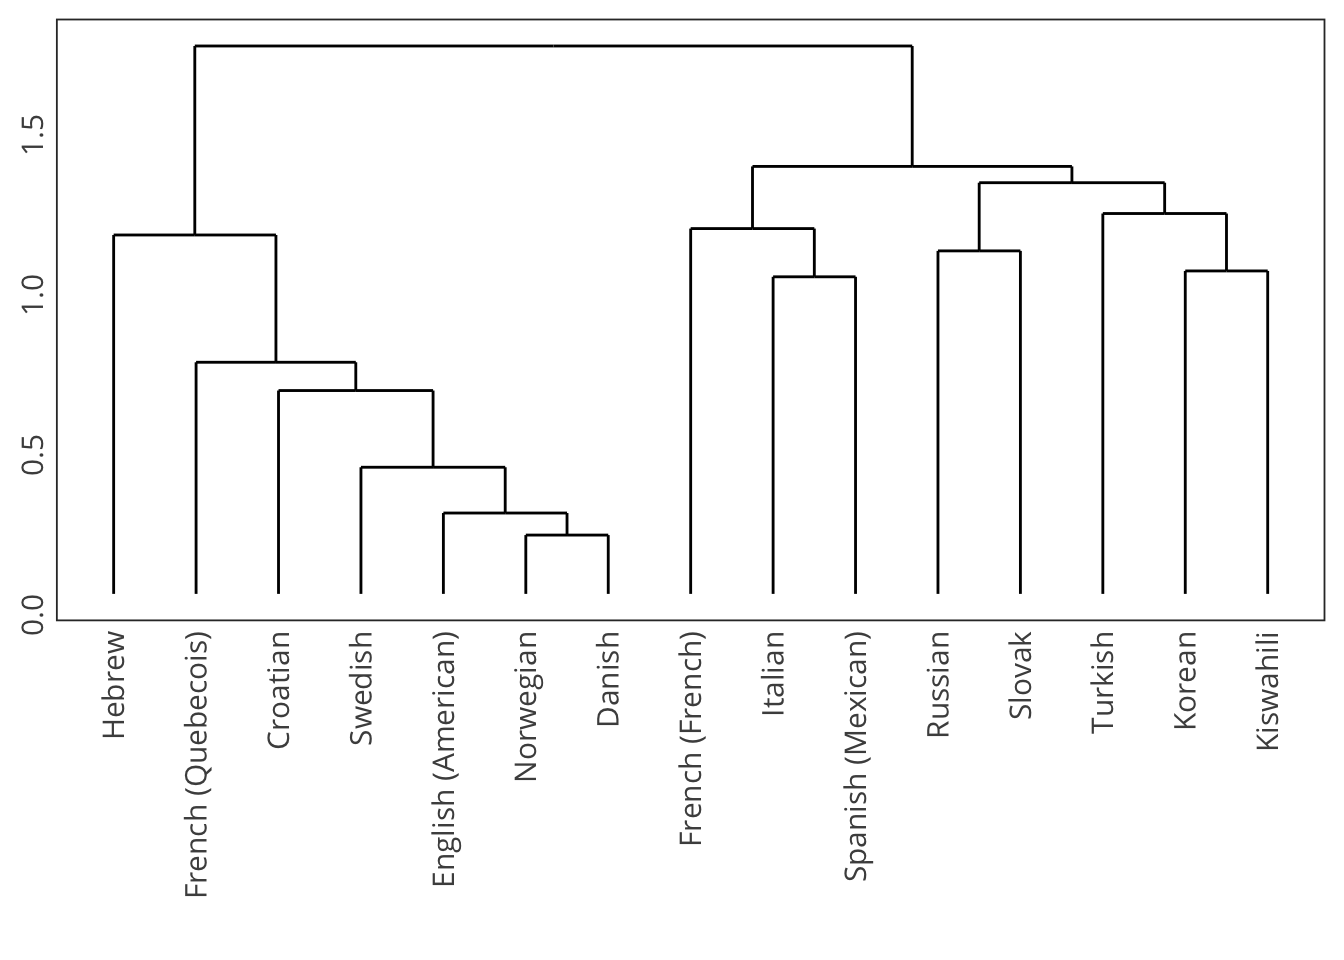 1.5
1.0
0.5
0.0
Hebrew
French (Quebecois)
Croatian
Swedish
English (American)
Norwegian
Danish
French (French)
Italian
Spanish (Mexican)
Russian
Slovak
Turkish
Korean
Kiswahili